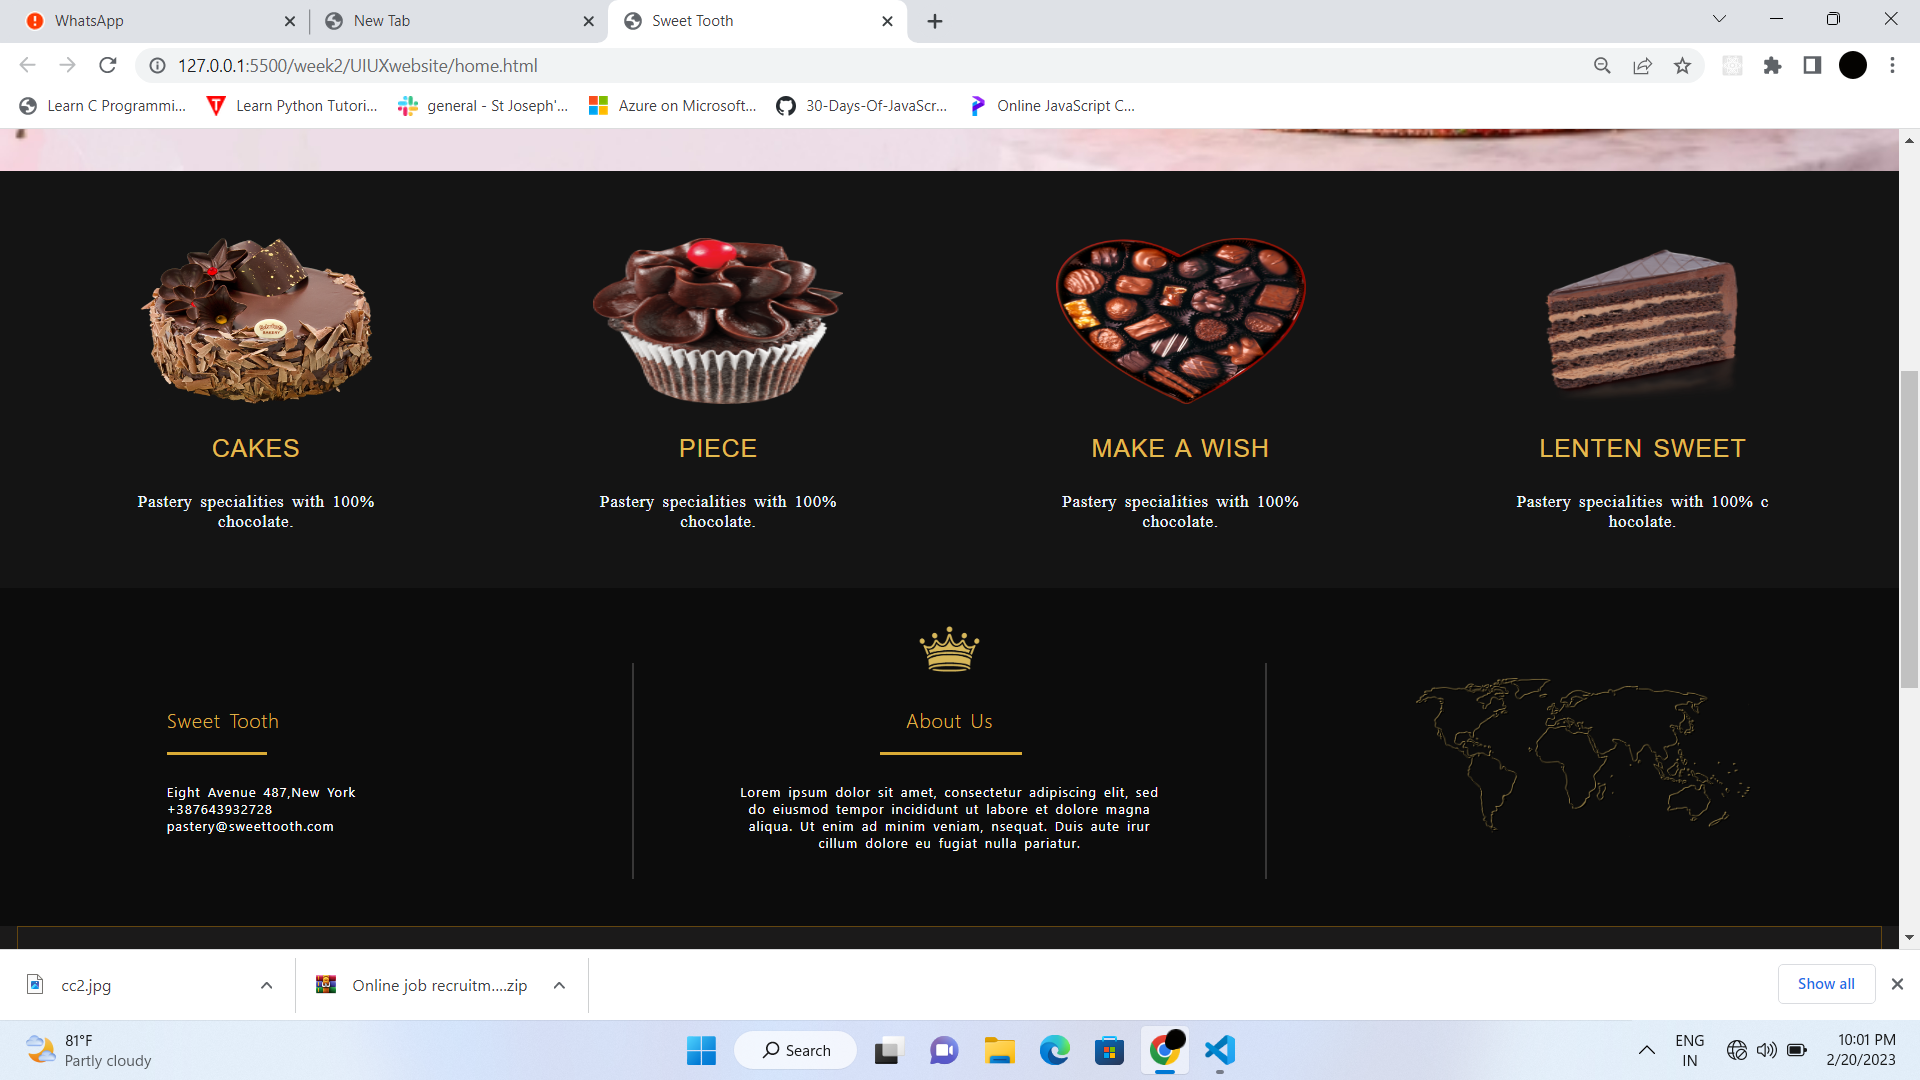 WhatsApp
New Tab
Sweet Tooth
127.0.0.1:5500/week2/UIUXwebsite/home.html
Learn C Programmi...
Learn Python Tutori...
general - St Joseph'...
Azure on Microsoft...
30-Days-Of-JavaScr...
Online JavaScript C...
CAKES
Pastery specialities with 100%
chocolate.
PIECE
Pastery specialities with 100%
chocolate.
MAKE A WISH
Pastery specialities with 100%
chocolate.
LENTEN SWEET
Pastery specialities with 100% c
hocolate.
Sweet Tooth
Eight Avenue 487,New York
+387643932728
pastery@sweettooth.com
About Us
Lorem ipsum dolor sit amet, consectetur adipiscing elit, sed
do eiusmod tempor incididunt ut labore et dolore magna
aliqua. Ut enim ad minim veniam, nsequat. Duis aute irur
cillum dolore eu fugiat nulla pariatur.
cc2.jpg
Online job recruitm....zip
Show all
81°F
Partly cloudy
Search
ENG
IN
10:01 PM
2/20/2023